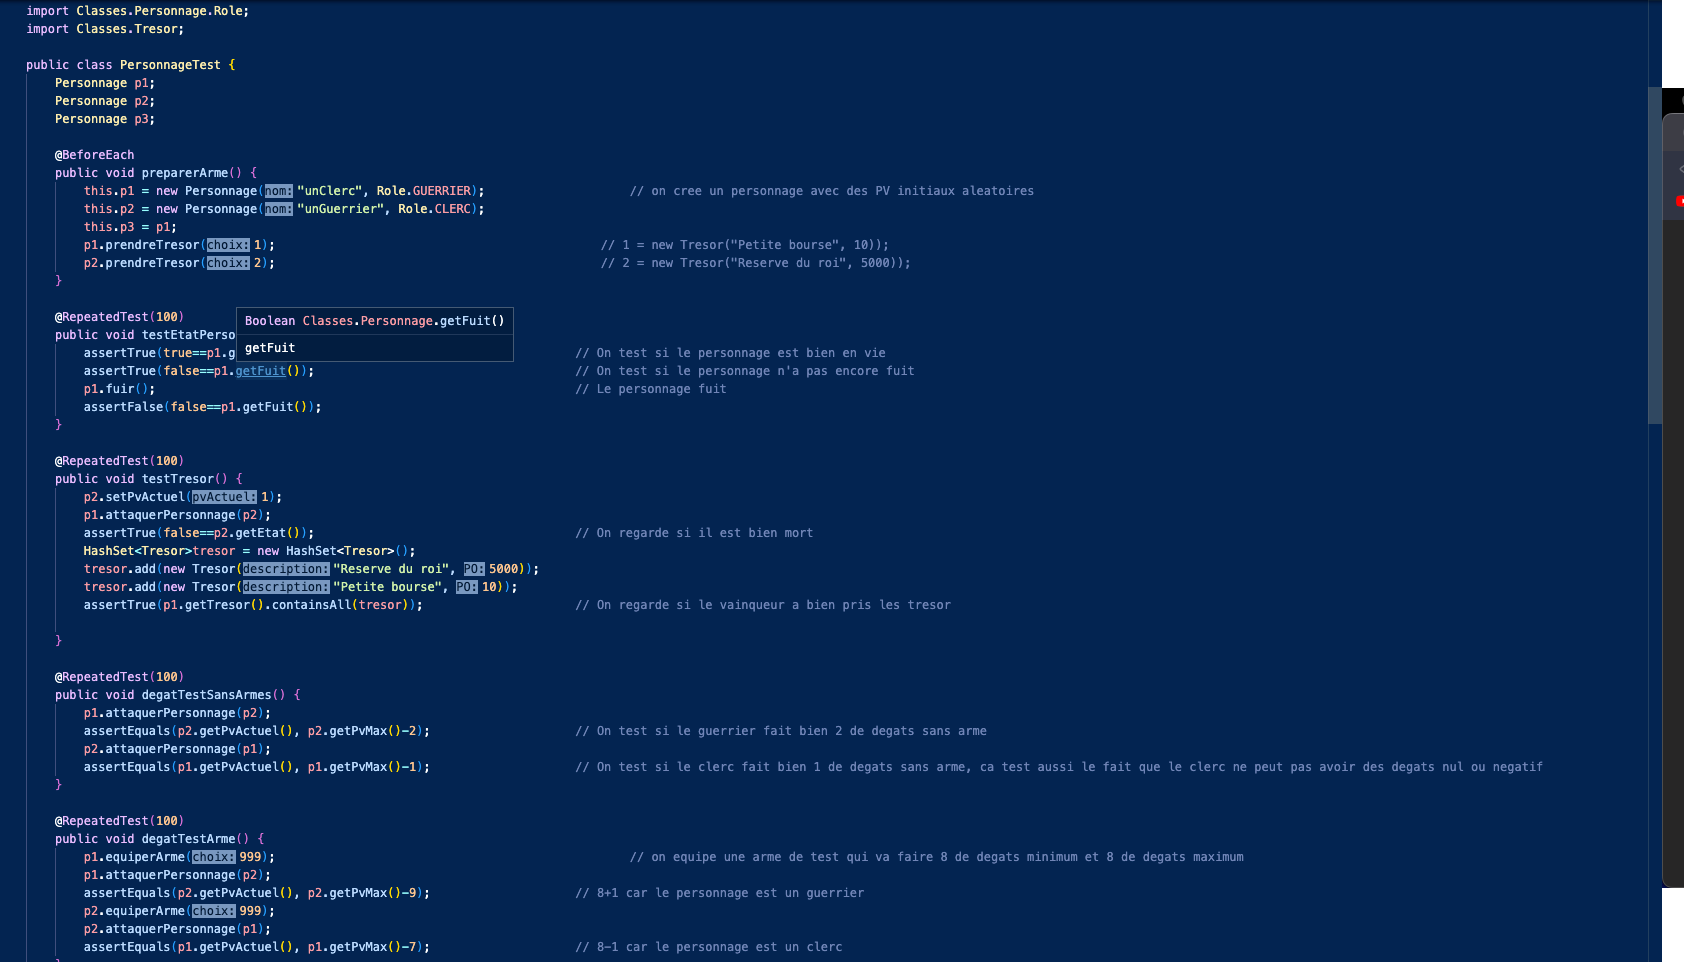 import Classes.Personnage.Role;
import Classes.Tresor;
public class PersonnageTest {
Personnage p1;
Personnage p2;
Personnage p3;
@BeforeEach
public void preparerArme() {
this.p1 = new Personnage(nom: "unClerc", Role.GUERRIER); // on cree un personnage avec des PV initiaux aleatoires
this.p2 = new Personnage(nom: "unGuerrier", Role.CLERC);
this.p3 = p1;
p1.prendreTresor(choix: 1); // 1 = new Tresor("Petite bourse", 10));
p2.prendreTresor(choix: 2); // 2 = new Tresor("Reserve du roi", 5000));
}
@RepeatedTest(100)
Boolean Classes.Personnage.getFuit()
public void testEtatPerso
getFuit
assertTrue(true==p1.g // On test si le personnage est bien en vie
assertTrue(false==p1.getFuit()); // On test si le personnage n'a pas encore fuit
p1.fuir(); // Le personnage fuit
assertFalse(false==p1.getFuit());
}
@RepeatedTest(100)
public void testTresor() {
p2.setPvActuel(pvActuel: 1);
p1.attaquerPersonnage(p2);
assertTrue(false==p2.getEtat()); // On regarde si il est bien mort
HashSet<Tresor>tresor = new HashSet<Tresor>();
tresor.add(new Tresor(description: "Reserve du roi", PO: 5000));
tresor.add(new Tresor(description: "Petite bourse", PO: 10));
assertTrue(p1.getTresor().containsAll(tresor)); // On regarde si le vainqueur a bien pris les tresor
}
@RepeatedTest(100)
public void degatTestSansArmes() {
p1.attaquerPersonnage(p2);
assertEquals(p2.getPvActuel(), p2.getPvMax()-2); // On test si le guerrier fait bien 2 de degats sans arme
p2.attaquerPersonnage(p1);
assertEquals(p1.getPvActuel(), p1.getPvMax()-1); // On test si le clerc fait bien 1 de degats sans arme, ca test aussi le fait que le clerc ne peut pas avoir des degats nul ou negatif
}
@RepeatedTest(100)
public void degatTestArme() {
p1.equiperArme(choix: 999); // on equipe une arme de test qui va faire 8 de degats minimum et 8 de degats maximum
p1.attaquerPersonnage(p2);
assertEquals(p2.getPvActuel(), p2.getPvMax()-9); // 8+1 car le personnage est un guerrier
p2.equiperArme(choix: 999);
p2.attaquerPersonnage(p1);
assertEquals(p1.getPvActuel(), p1.getPvMax()-7); // 8-1 car le personnage est un clerc